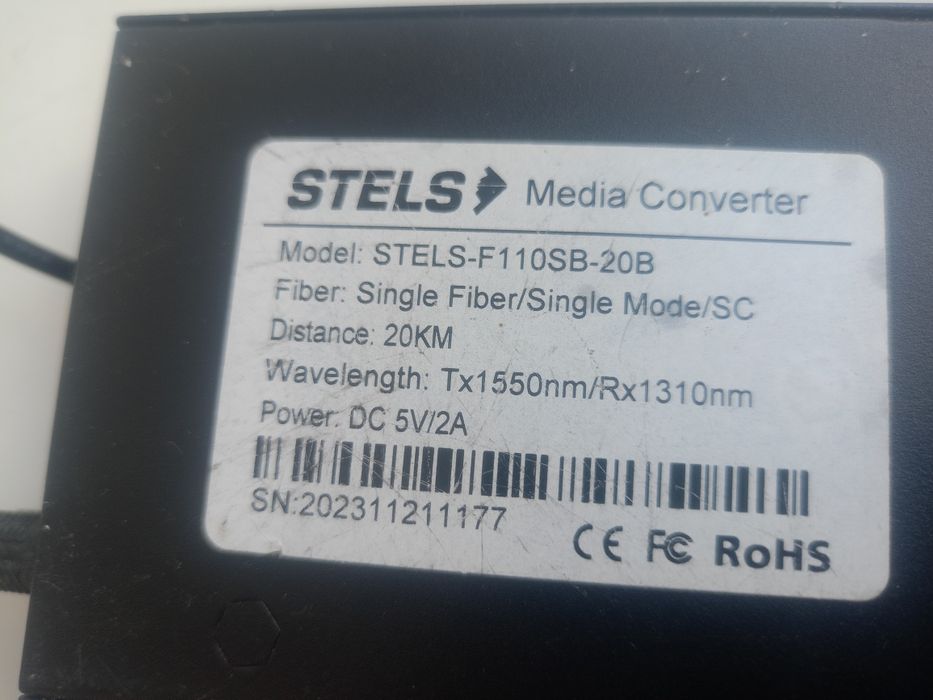 STELS Media Converter
Model: STELS-F110SB-20B
Fiber: Single Fiber/Single Mode/SC
Distance: 20KM
Wavelength: Tx1550nm/Rx1310nm
Power: DC 5V/2A
SN:202311211177
CE FC RoHS